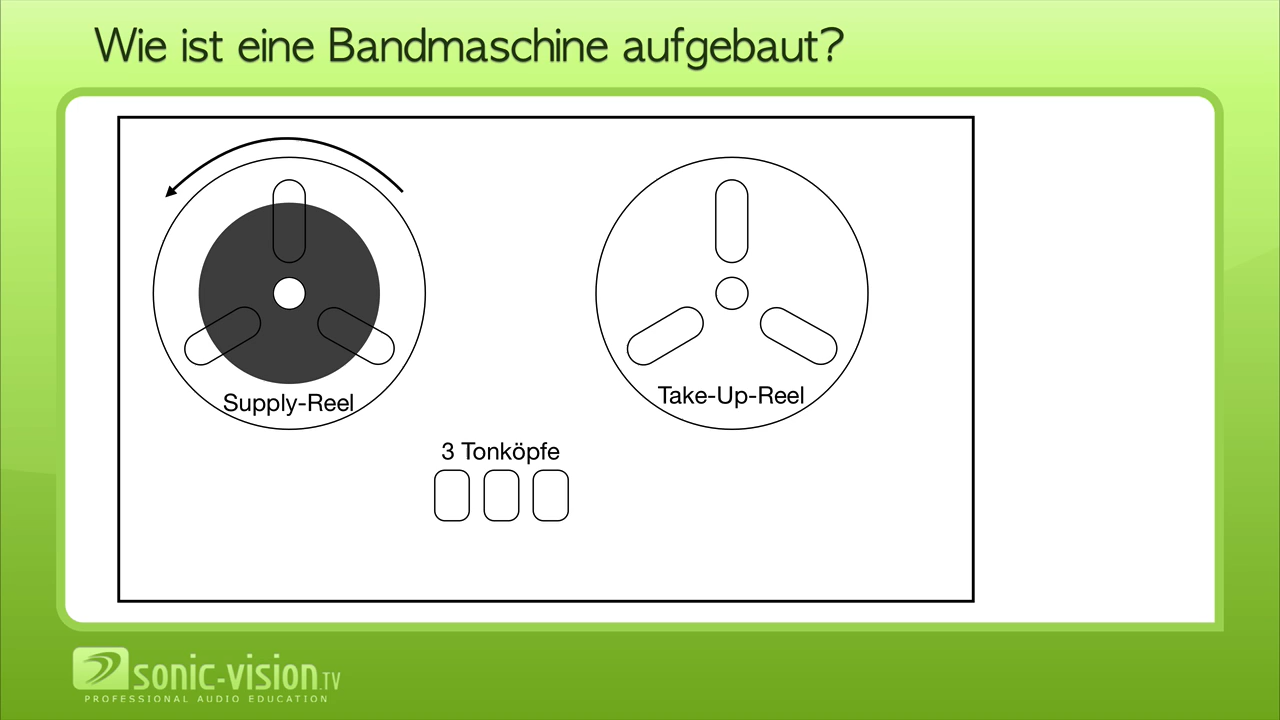 Wie ist eine Bandmaschine aufgebaut?
Supply-Reel
Take-Up-Reel
3 Tonköpfe
sonic-vision.TV
PROFESSIONAL AUDIO EDUCATION